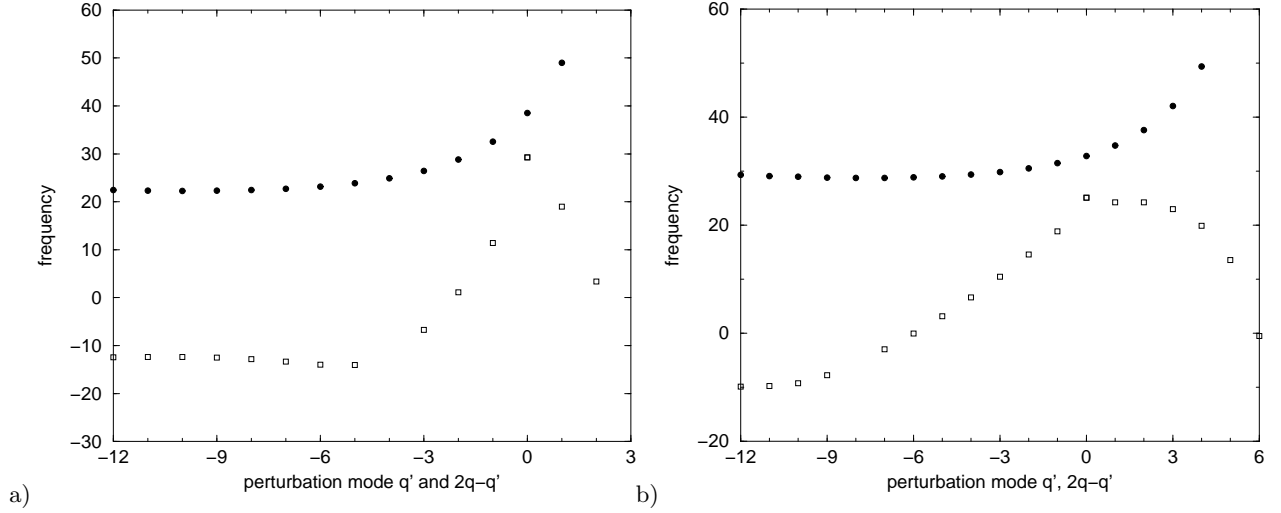 60
50
40
30
20
10
0
−10
−20
−30
frequency
−12 −9 −6 −3 0 3
perturbation mode q’ and 2q−q’
a)
60
40
20
0
−20
frequency
−12 −9 −6 −3 0 3 6
perturbation mode q’, 2q−q’
b)